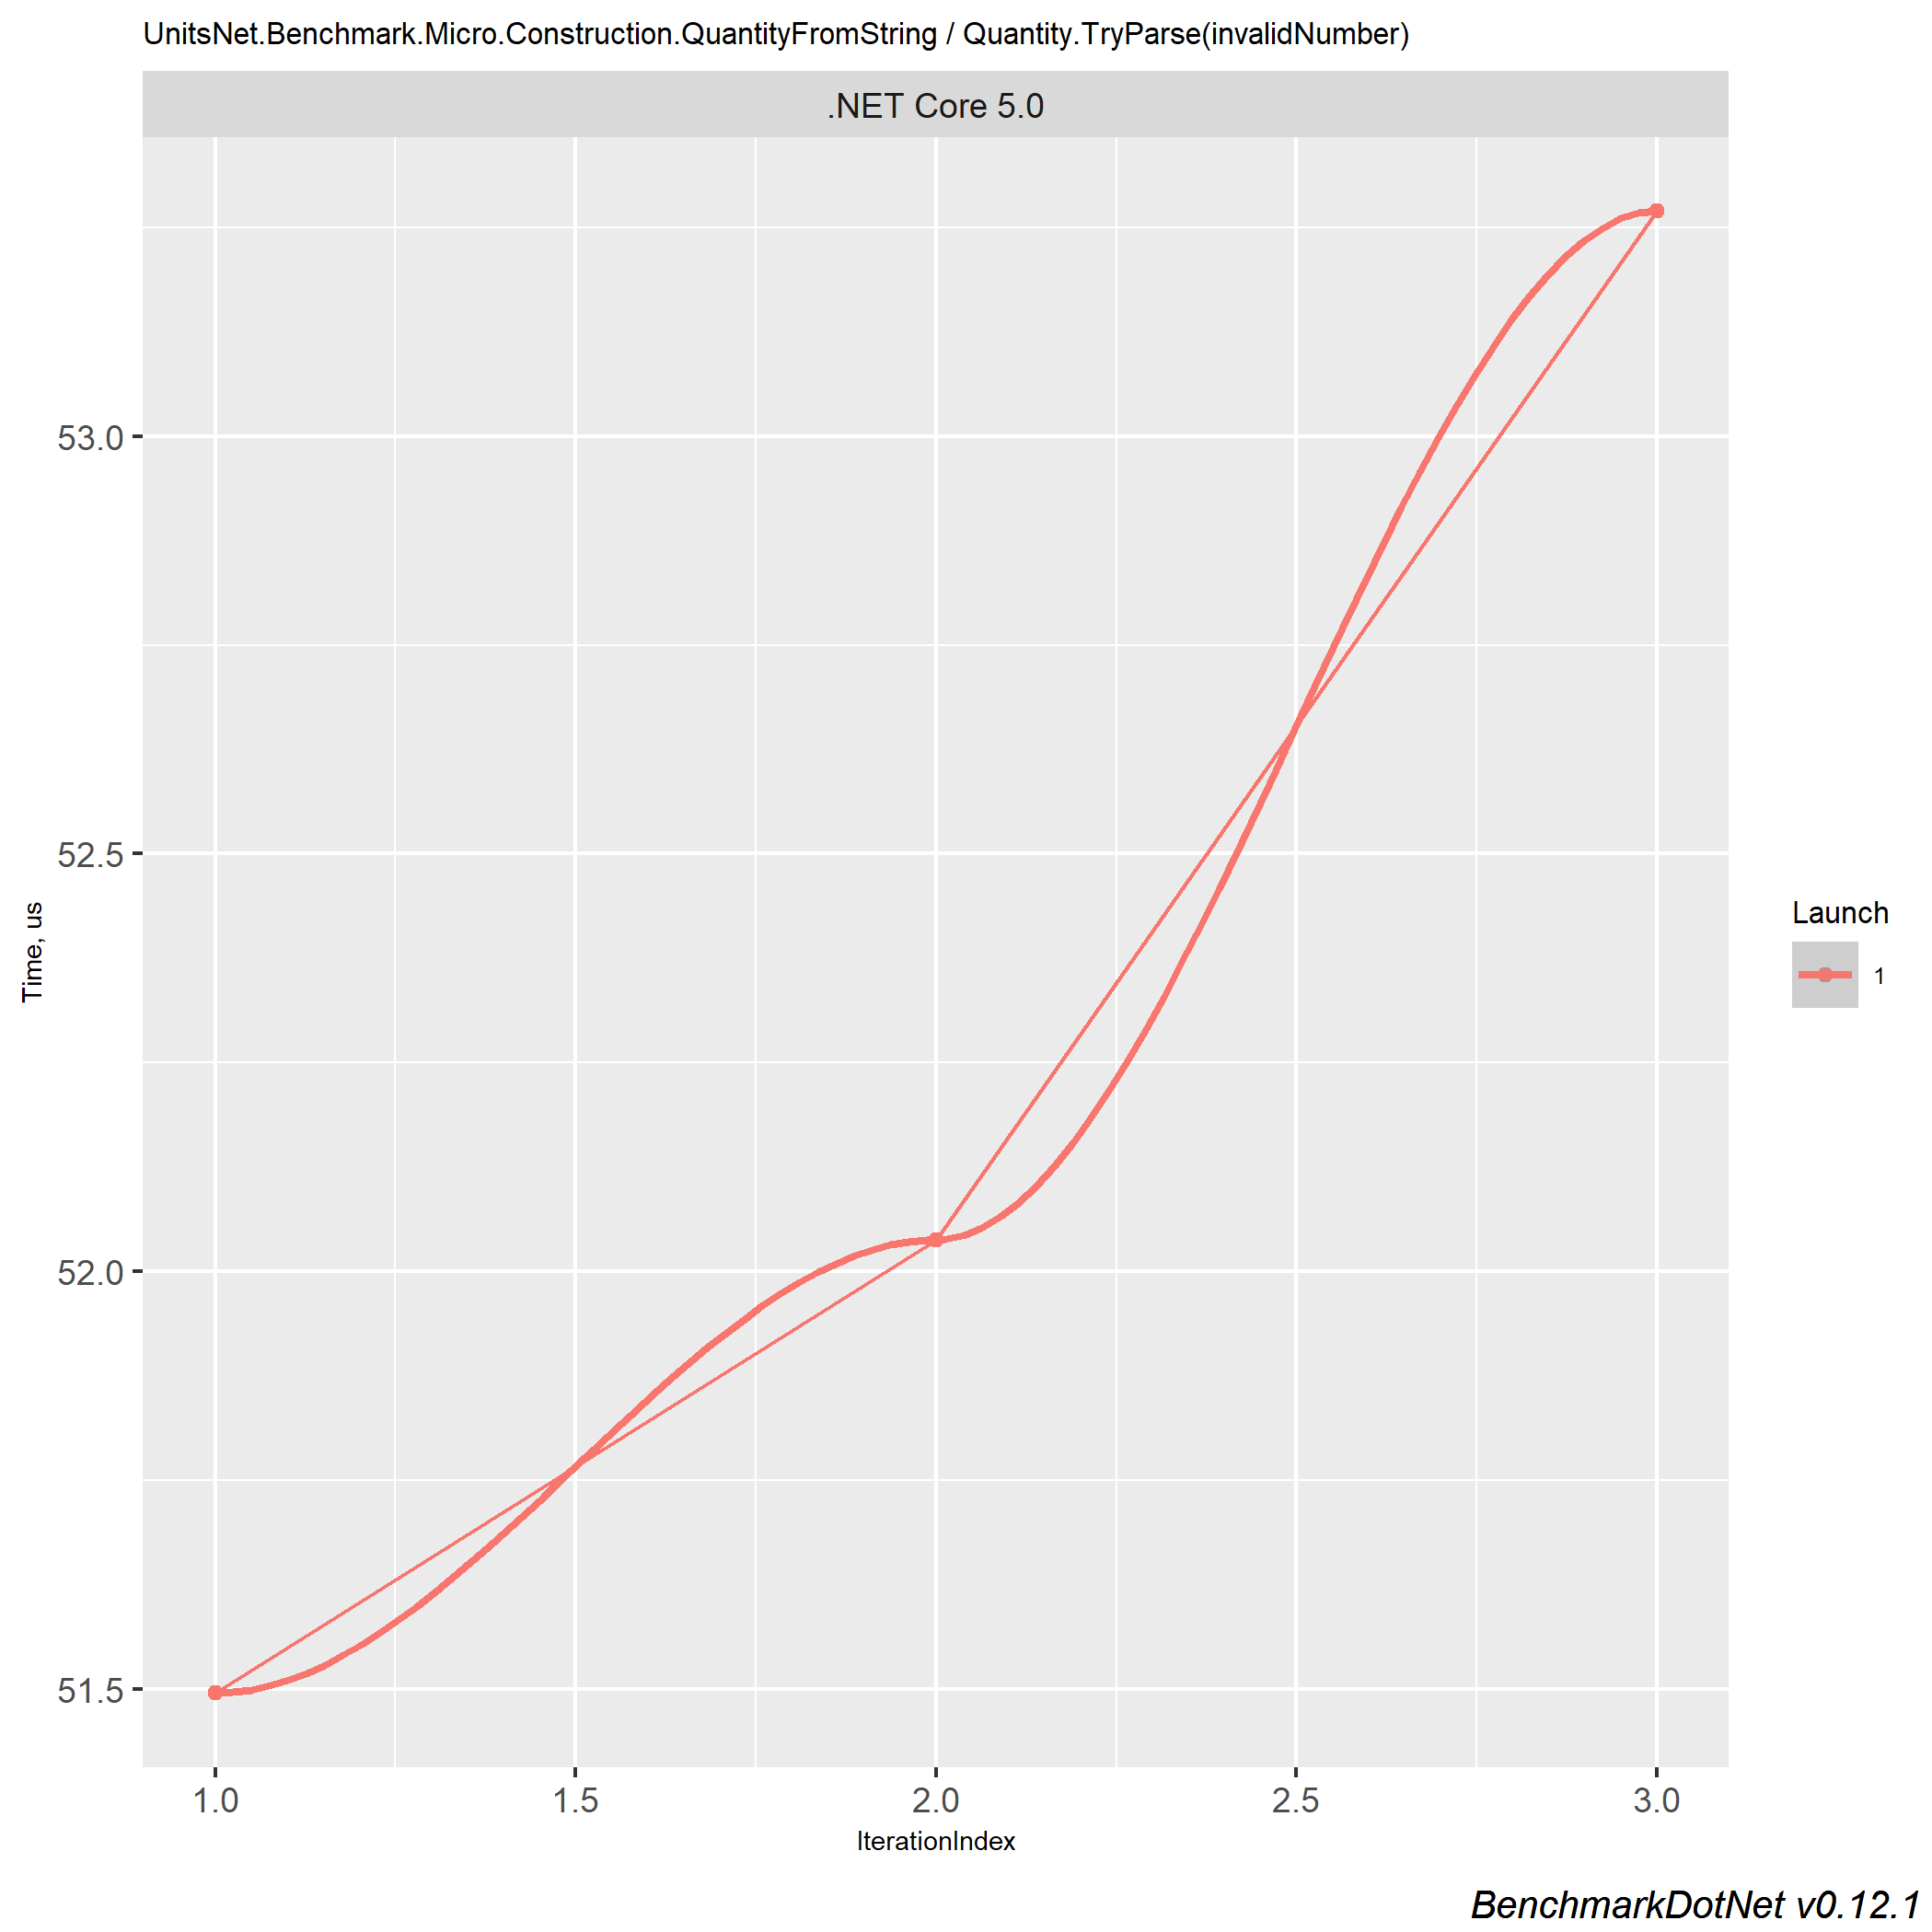 UnitsNet.Benchmark.Micro.Construction.QuantityFromString / Quantity.TryParse(invalidNumber)
.NET Core 5.0
53.0
52.5
52.0
51.5
Time, us
1.0 1.5 2.0 2.5 3.0
IterationIndex
Launch
1
BenchmarkDotNet v0.12.1